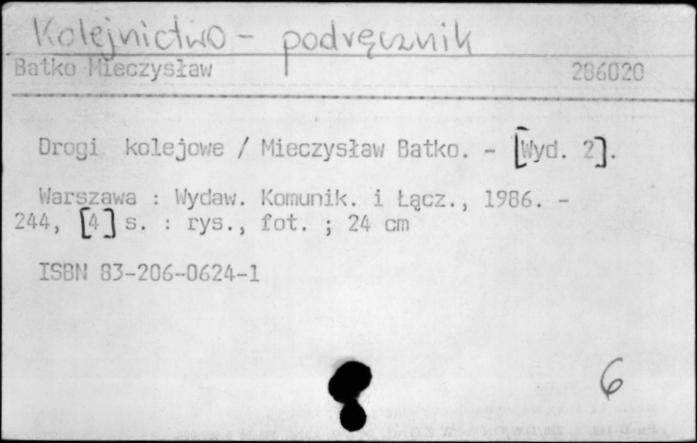 Kolejnictwo - podręcznik
Batko Mieczysław 286020
Drogi kolejowe / Mieczysław Batko. - [Wyd. 2].
Warszawa : Wydaw. Komunik. i Łącz., 1986. -
244, [4] s. : rys., fot. ; 24 cm
ISBN 83-206-0624-1
6